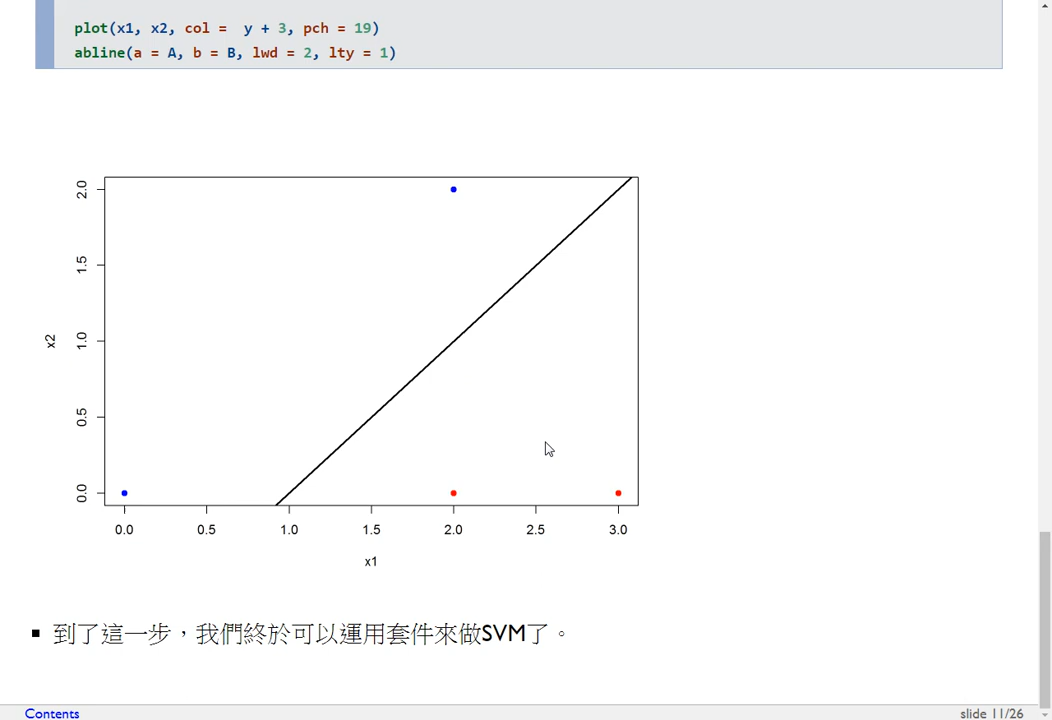 plot(x1, x2, col =  y + 3, pch = 19)
abline(a = A, b = B, lwd = 2, lty = 1)
2.0
1.5
1.0
0.5
0.0
x2
0.0 0.5 1.0 1.5 2.0 2.5 3.0
x1
到了這一步，我們終於可以運用套件來做SVM了。
Contents
slide 11/26